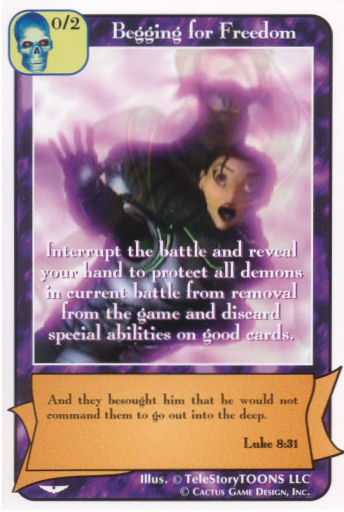 0/2
Begging for Freedom
Interrupt the battle and reveal
your hand to protect all demons
in current battle from removal
from the game and discard
special abilities on good cards.
And they besought him that he would not
command them to go out into the deep.
Luke 8:31
Illus. © TeleStoryTOONS LLC
© Cactus Game Design, Inc.